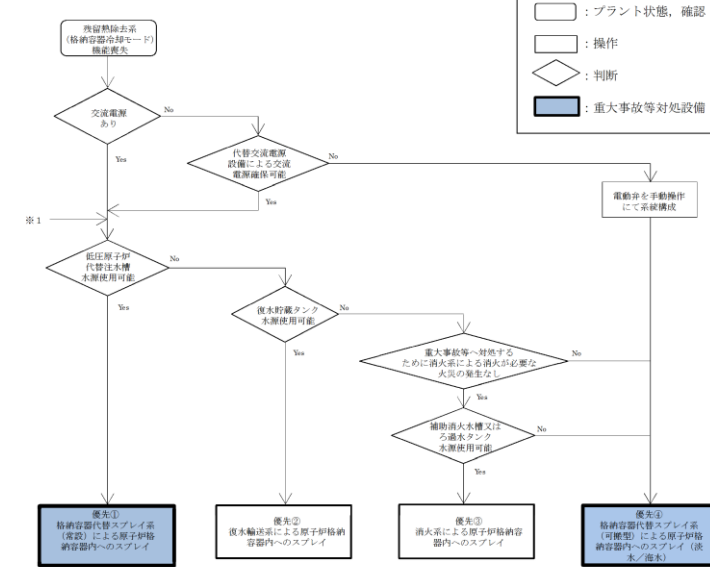 ：プラント状態，確認
：操作
：判断
：重大事故等対処設備
残留熱除去系
（格納容器冷却モード）
機能喪失
交流電源
あり
No
Yes
代替交流電源
設備による交流
電源確保可能
No
Yes
電動弁を手動操作
にて系統構成
※1
低圧原子炉
代替注水槽
水源使用可能
No
Yes
復水貯蔵タンク
水源使用可能
No
Yes
重大事故等へ対処する
ために消火系による消火が必要な
火災の発生なし
No
Yes
補助消火水槽又は
ろ過水タンク
水源使用可能
No
Yes
優先①
格納容器代替スプレイ系
（常設）による原子炉格
納容器内へのスプレイ
優先②
復水輸送系による原子炉格納
容器内へのスプレイ
優先③
消火系による原子炉格納容
器内へのスプレイ
優先④
格納容器代替スプレイ系
（可搬型）による原子炉格
納容器内へのスプレイ（淡
水／海水）